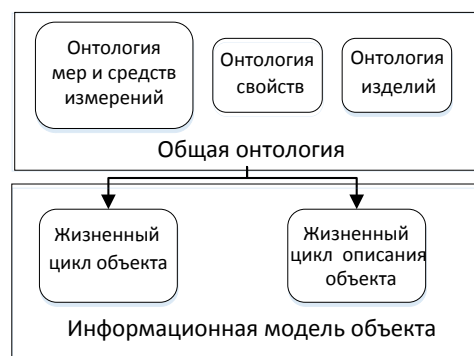 Онтология
мер и средств
измерений
Онтология
свойств
Онтология
изделий
Общая онтология
Жизненный
цикл объекта
Жизненный
цикл описания
объекта
Информационная модель объекта